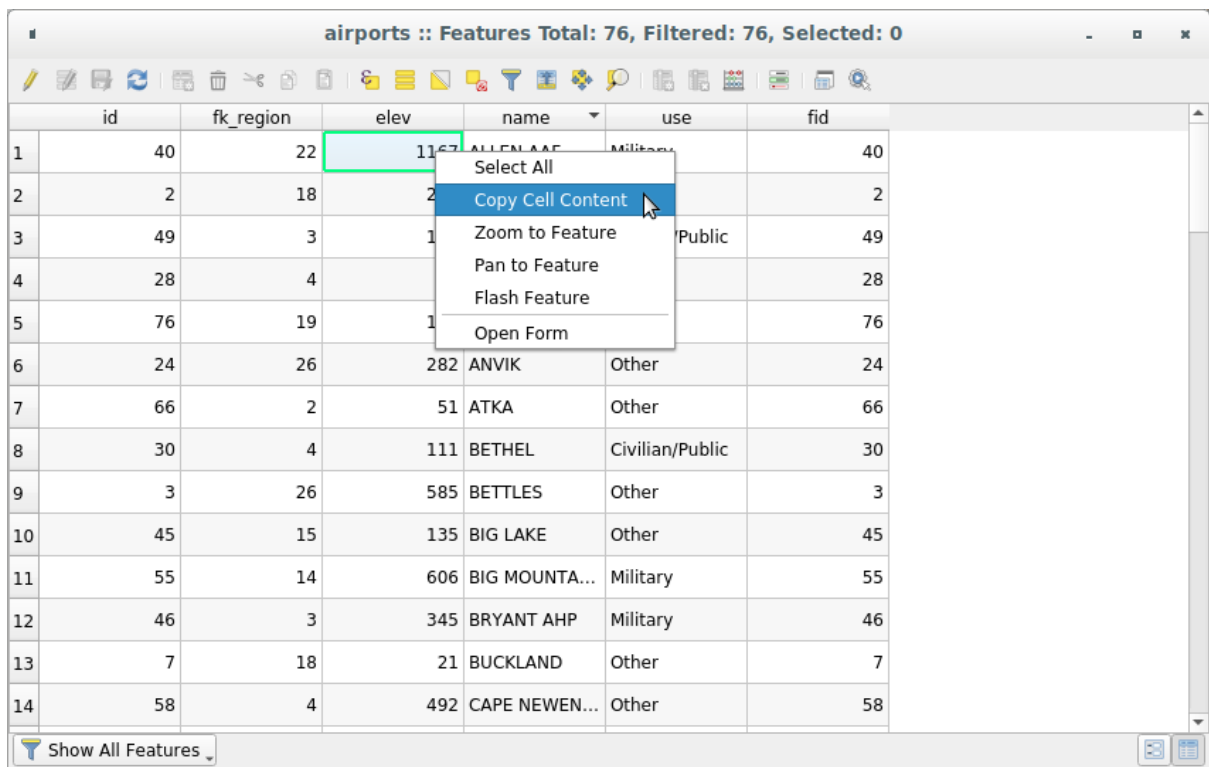 airports :: Features Total: 76, Filtered: 76, Selected: 0
id fk_region elev name use fid
1 40 22 1167 ALLEN AAF Military 40
Select All
2 2 18 2
Copy Cell Content
3 49 3 /Public 49
Zoom to Feature
4 28 4 28
Pan to Feature
Flash Feature
5 76 19 76
Open Form
6 24 26 282 ANVIK Other 24
7 66 2 51 ATKA Other 66
8 30 4 111 BETHEL Civilian/Public 30
9 3 26 585 BETTLES Other 3
10 45 15 135 BIG LAKE Other 45
11 55 14 606 BIG MOUNTA... Military 55
12 46 3 345 BRYANT AHP Military 46
13 7 18 21 BUCKLAND Other 7
14 58 4 492 CAPE NEWEN... Other 58
Show All Features